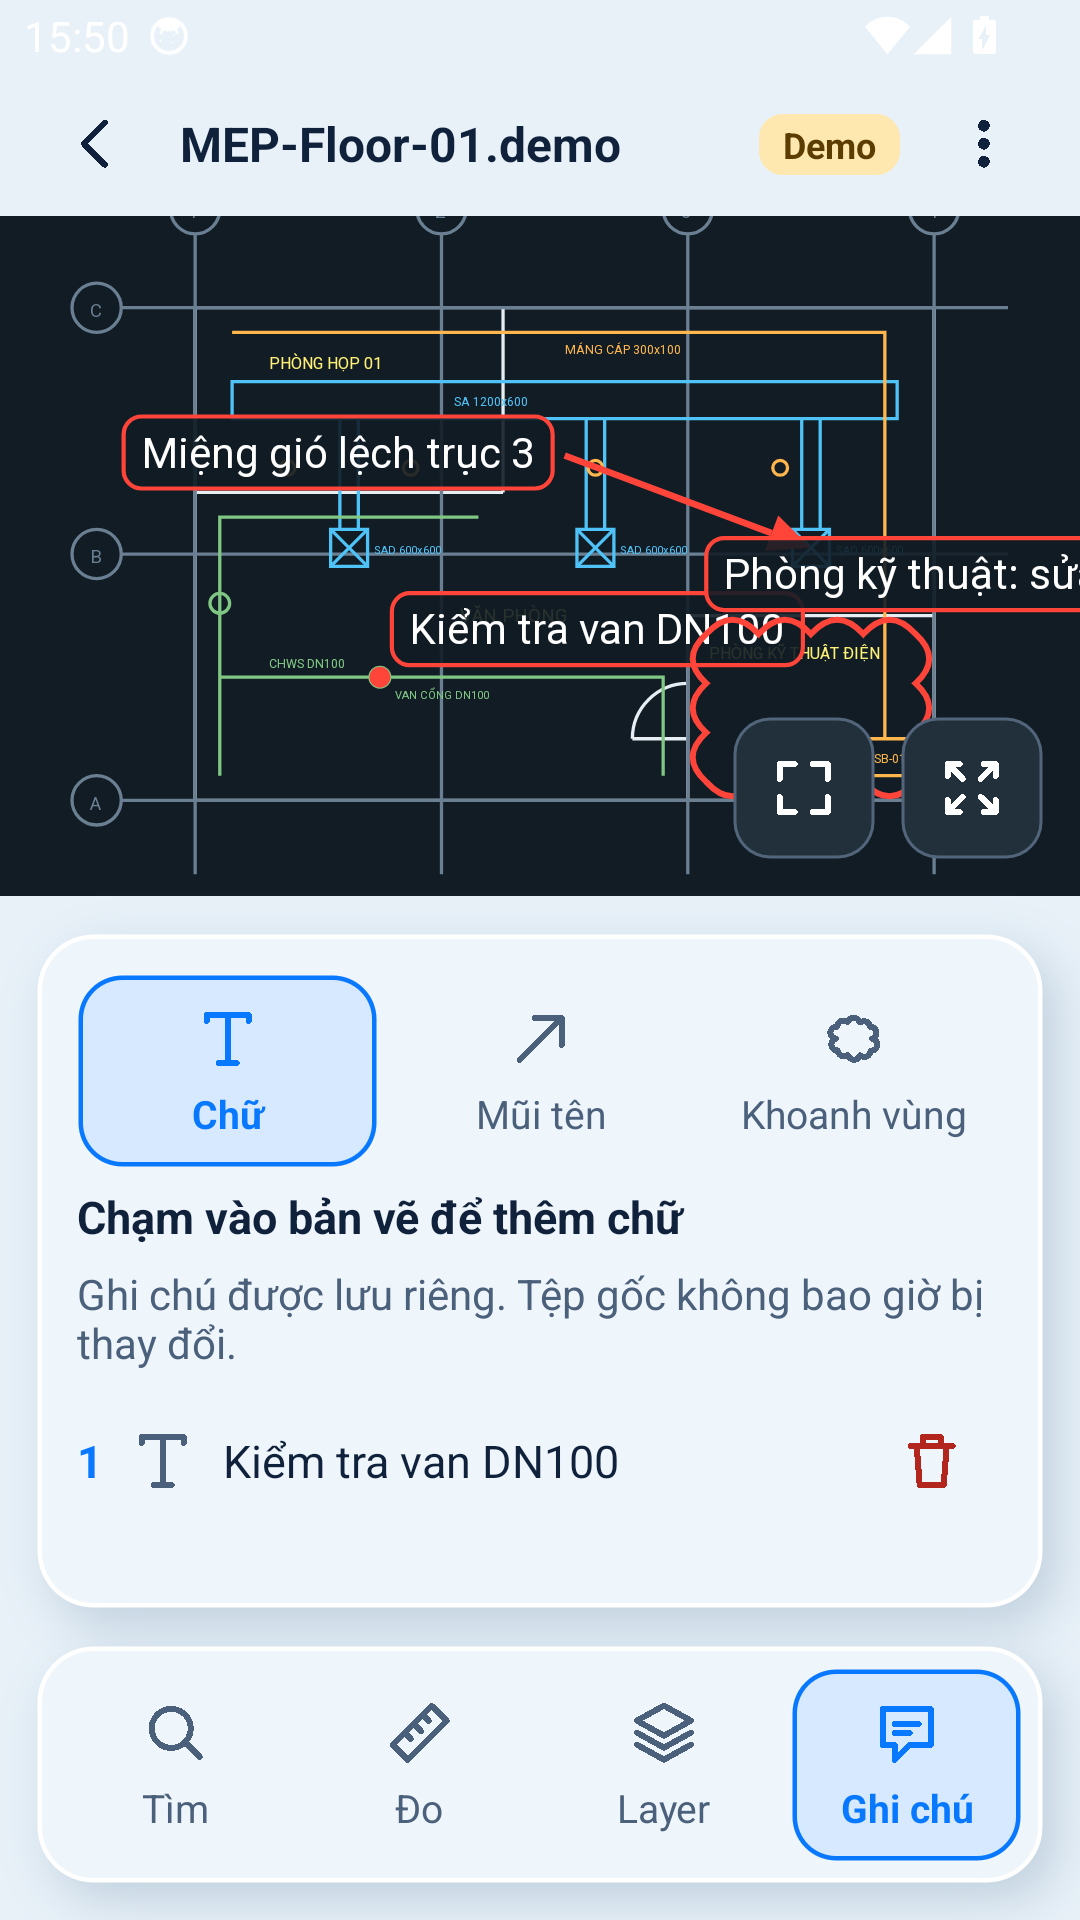 15:50
MEP-Floor-01.demo
Demo
C
MÁNG CÁP 300x100
PHÒNG HỌP 01
SA 1200x600
Miệng gió lệch trục 3
B
SAD 600x600
SAD 600x600
Phòng kỹ thuật: sửa
VĂN PHÒNG
Kiểm tra van DN100
PHÒNG KỸ THUẬT ĐIỆN
CHWS DN100
VAN CỔNG DN100
A
Chữ
Mũi tên
Khoanh vùng
Chạm vào bản vẽ để thêm chữ
Ghi chú được lưu riêng. Tệp gốc không bao giờ bị
thay đổi.
1
Kiểm tra van DN100
Tìm
Đo
Layer
Ghi chú